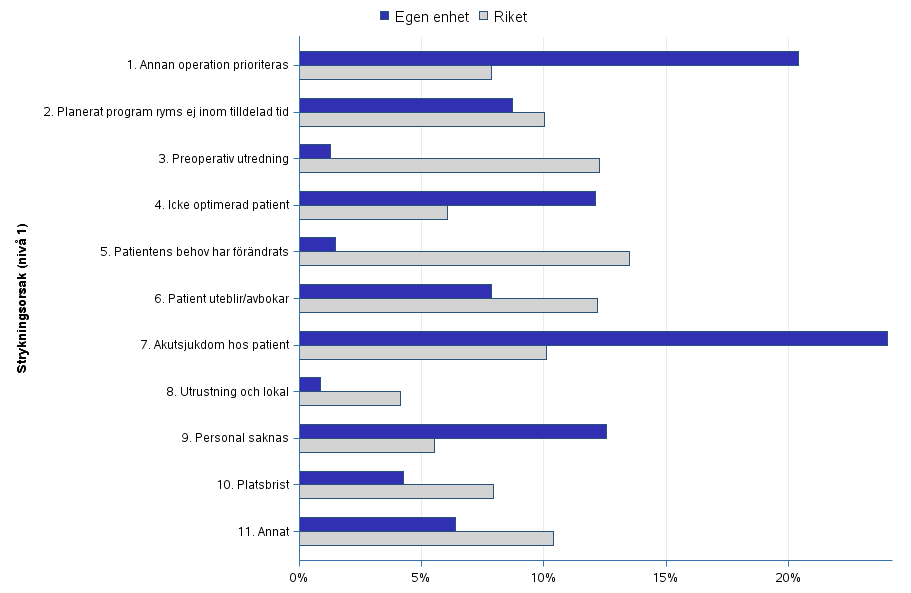 Egen enhet Riket
Strykningsorsak (nivå 1)
1. Annan operation prioriteras
2. Planerat program ryms ej inom tilldelad tid
3. Preoperativ utredning
4. Icke optimerad patient
5. Patientens behov har förändrats
6. Patient uteblir/avbokar
7. Akutsjukdom hos patient
8. Utrustning och lokal
9. Personal saknas
10. Platsbrist
11. Annat
0% 5% 10% 15% 20%